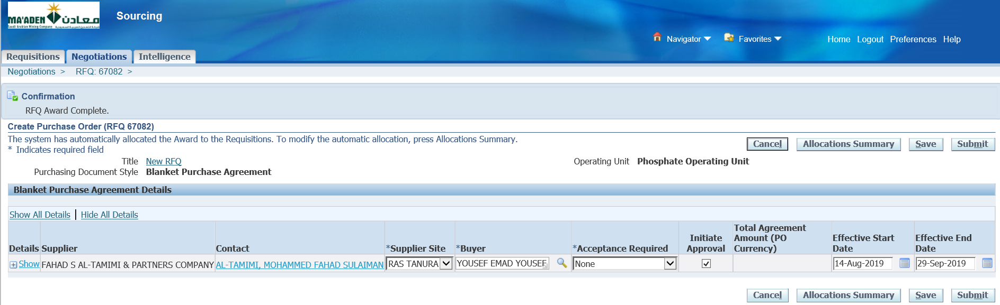 MA'ADEN معادن
Saudi Arabian Mining Company شركة التعدين العربية السعودية
Sourcing
Navigator Favorites Home Logout Preferences Help
Requisitions Negotiations Intelligence
Negotiations > RFQ: 67082 >
Confirmation
RFQ Award Complete.
Create Purchase Order (RFQ 67082)
The system has automatically allocated the Award to the Requisitions. To modify the automatic allocation, press Allocations Summary.
* Indicates required field
Cancel Allocations Summary Save Submit
Title New RFQ Operating Unit Phosphate Operating Unit
Purchasing Document Style Blanket Purchase Agreement
Blanket Purchase Agreement Details
Show All Details | Hide All Details
Details Supplier Contact *Supplier Site *Buyer *Acceptance Required Initiate Approval Total Agreement Amount (PO Currency) Effective Start Date Effective End Date
Show FAHAD S AL-TAMIMI & PARTNERS COMPANY AL-TAMIMI, MOHAMMED FAHAD SULAIMAN RAS TANURA YOUSEF EMAD YOUSEF None 14-Aug-2019 29-Sep-2019
Cancel Allocations Summary Save Submit